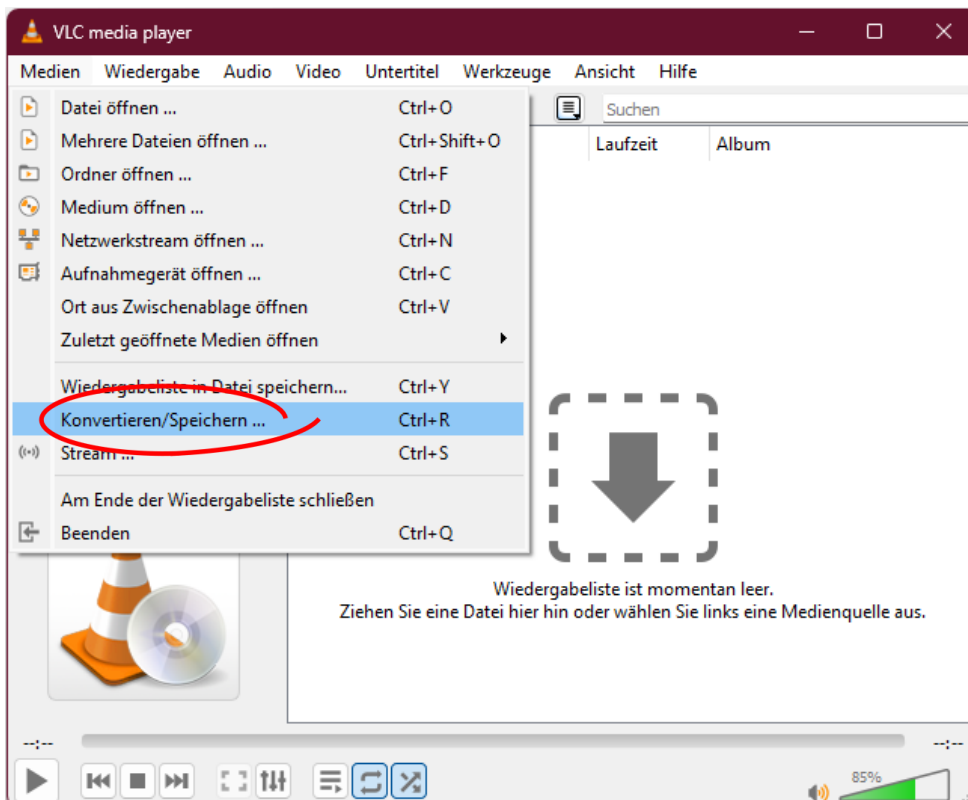 VLC media player
Medien Wiedergabe Audio Video Untertitel Werkzeuge Ansicht Hilfe
Datei öffnen ... Ctrl+O
Suchen
Mehrere Dateien öffnen ... Ctrl+Shift+O
Laufzeit Album
Ordner öffnen ... Ctrl+F
Medium öffnen ... Ctrl+D
Netzwerkstream öffnen ... Ctrl+N
Aufnahmegerät öffnen ... Ctrl+C
Ort aus Zwischenablage öffnen Ctrl+V
Zuletzt geöffnete Medien öffnen
Wiedergabeliste in Datei speichern... Ctrl+Y
Konvertieren/Speichern ... Ctrl+R
Stream ... Ctrl+S
Am Ende der Wiedergabeliste schließen
Beenden Ctrl+Q
Wiedergabeliste ist momentan leer.
Ziehen Sie eine Datei hier hin oder wählen Sie links eine Medienquelle aus.
--:-- --:--
85%